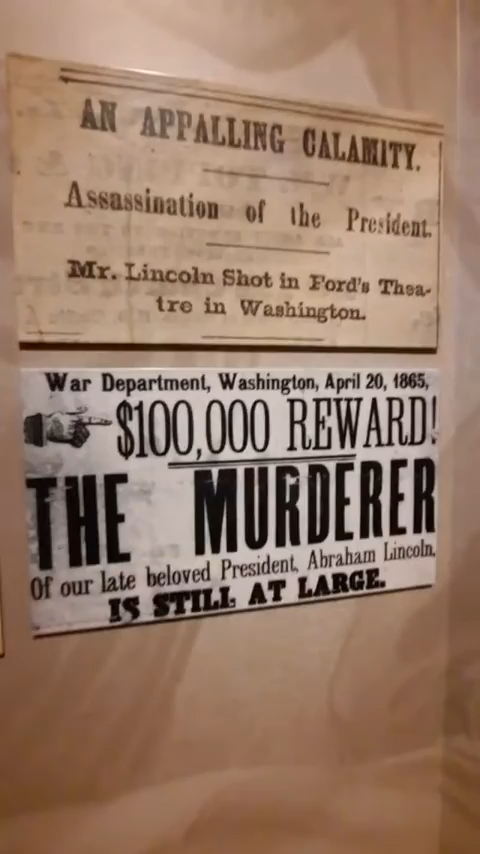 AN APPALLING CALAMITY.
Assassination of the President.
Mr. Lincoln Shot in Ford's Thea-
tre in Washington.
War Department, Washington, April 20, 1865,
$100,000 REWARD!
THE MURDERER
Of our late beloved President, Abraham Lincoln,
IS STILL AT LARGE.